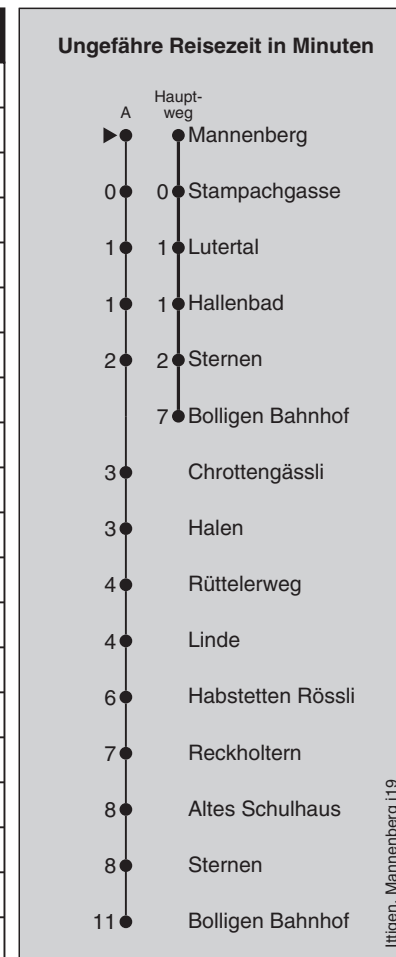 Ungefähre Reisezeit in Minuten
A Haupt-
weg
Mannenberg
0 0 Stampachgasse
1 1 Lutertal
1 1 Hallenbad
2 2 Sternen
7 Bolligen Bahnhof
3 Chrottengässli
3 Halen
4 Rüttelerweg
4 Linde
6 Habstetten Rössli
7 Reckholtern
8 Altes Schulhaus
8 Sternen
11 Bolligen Bahnhof
Ittigen, Mannenberg j19